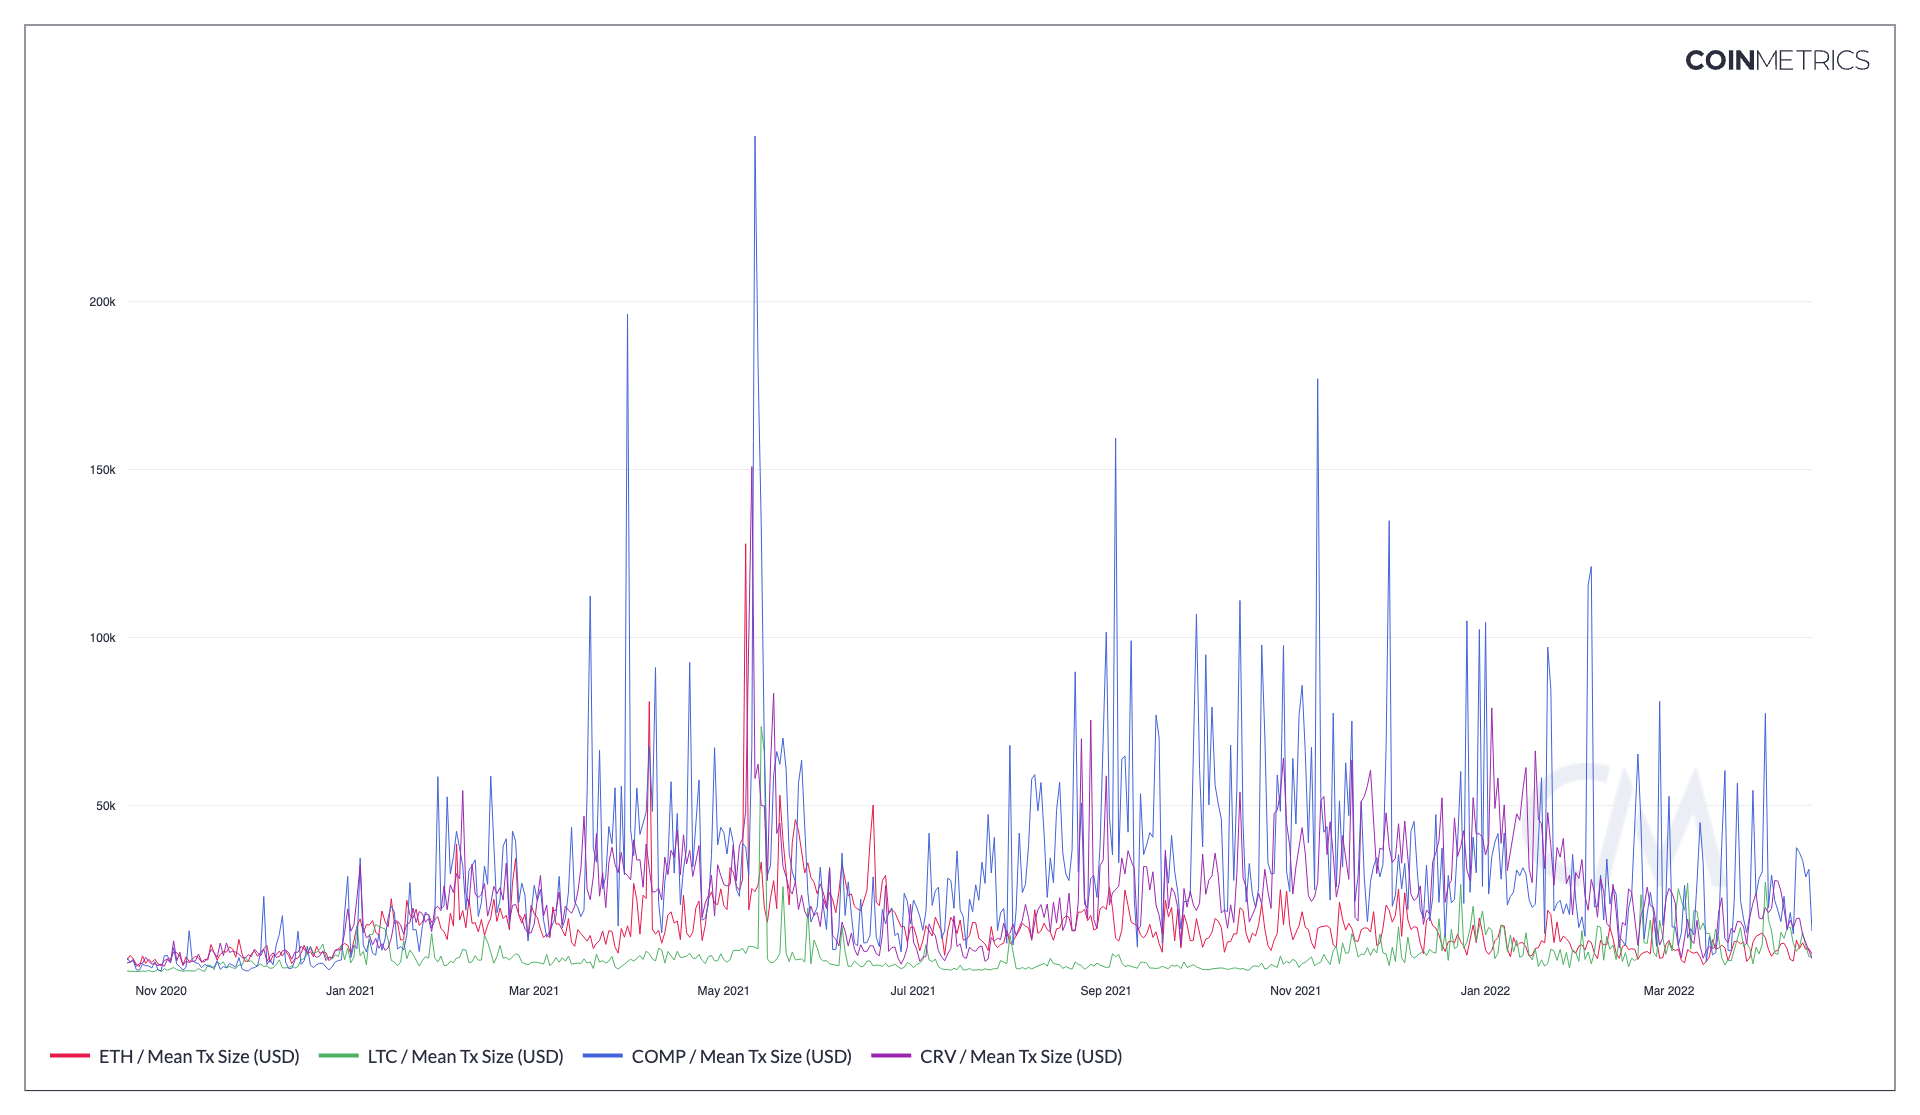 COINMETRICS
200k
150k
100k
50k
CM
Nov 2020 Jan 2021 Mar 2021 May 2021 Jul 2021 Sep 2021 Nov 2021 Jan 2022 Mar 2022
ETH / Mean Tx Size (USD) LTC / Mean Tx Size (USD) COMP / Mean Tx Size (USD) CRV / Mean Tx Size (USD)